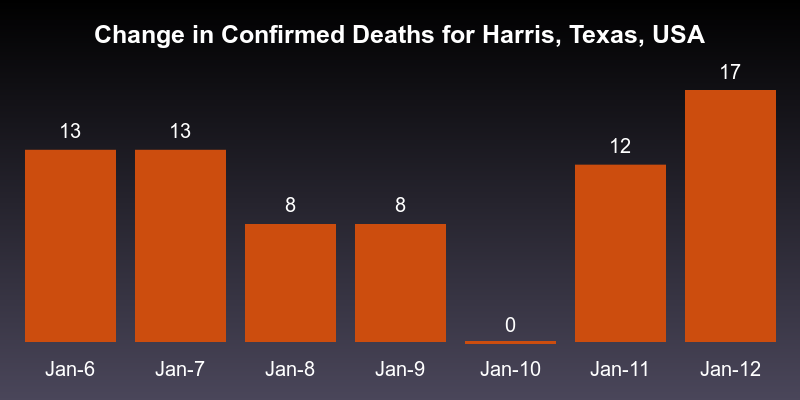 Change in Confirmed Deaths for Harris, Texas, USA
17
13 13
12
8 8
0
Jan-6 Jan-7 Jan-8 Jan-9 Jan-10 Jan-11 Jan-12